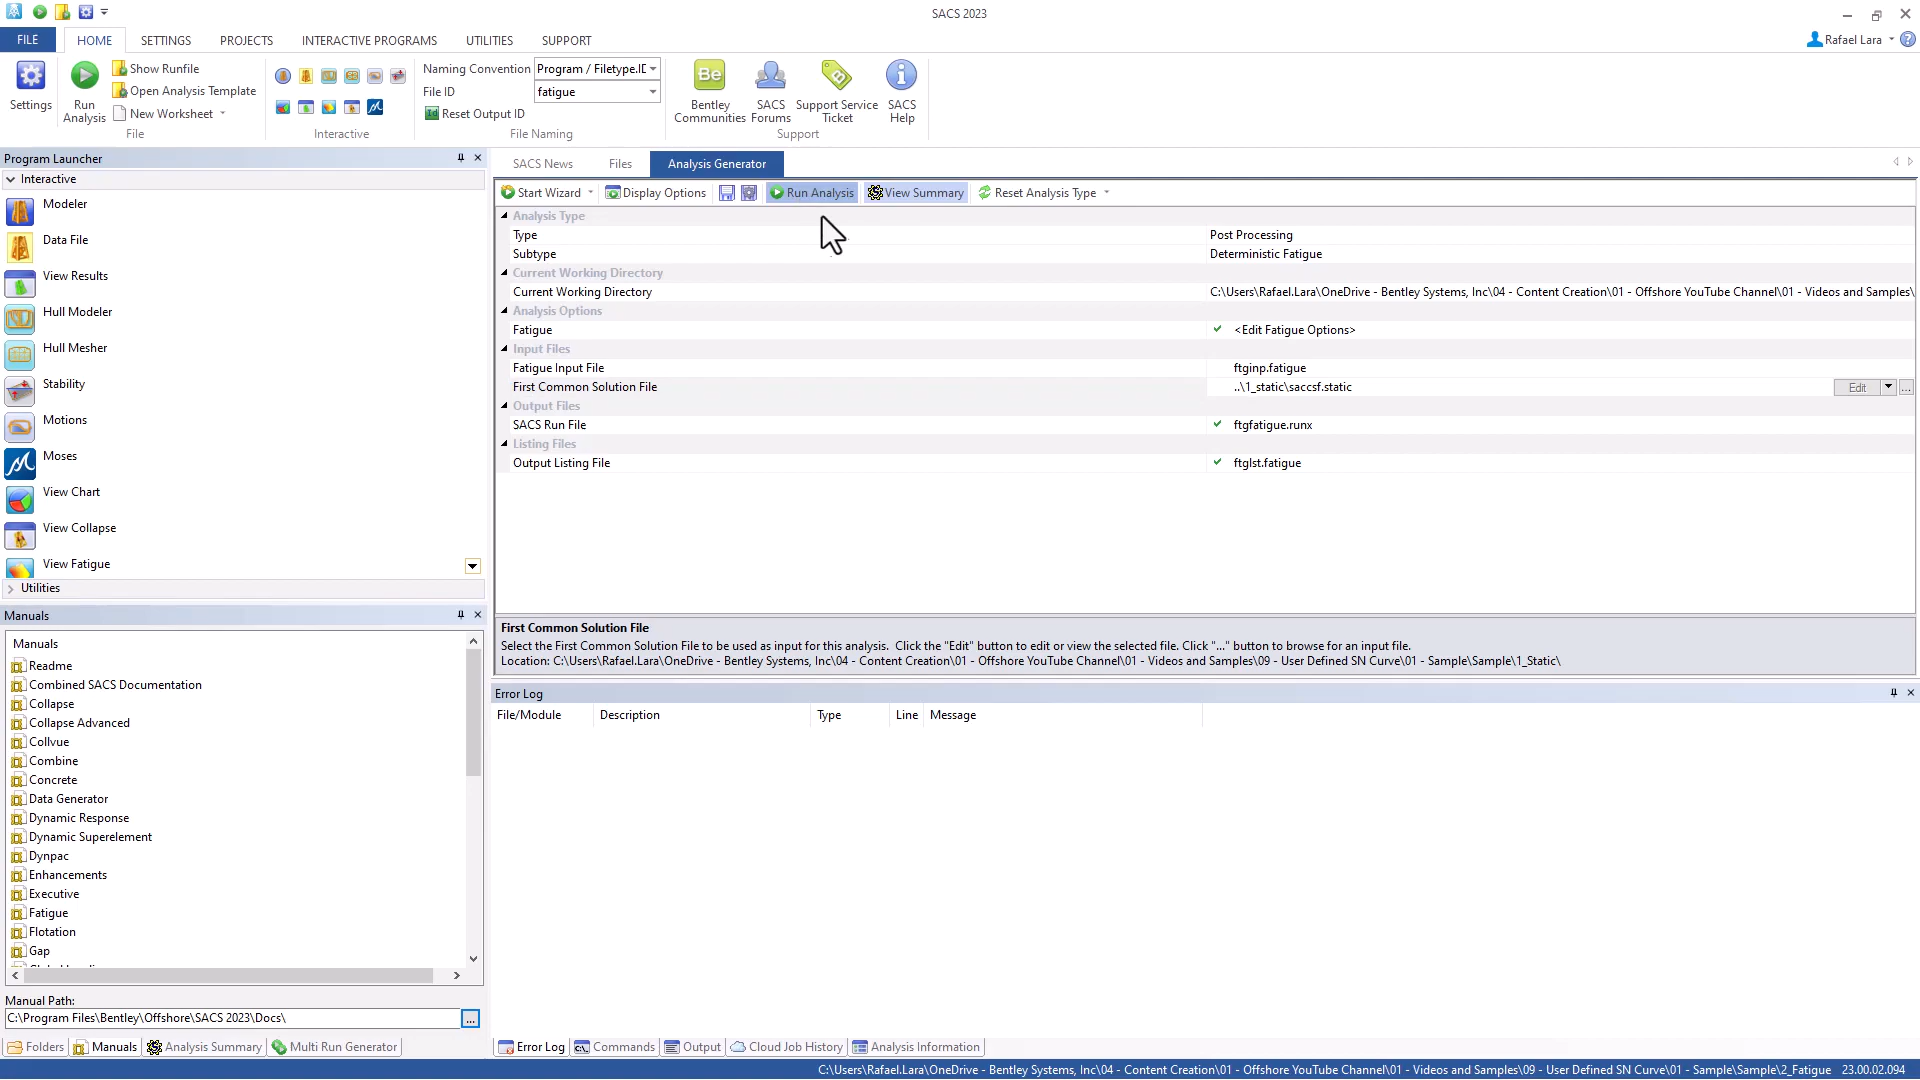 SACS 2023
FILE
HOME
SETTINGS
PROJECTS
INTERACTIVE PROGRAMS
UTILITIES
SUPPORT
Rafael Lara
Settings
Run Analysis
Show Runfile
Open Analysis Template
New Worksheet
File
Interactive
Naming Convention
Program / Filetype.IC
File ID
fatigue
Reset Output ID
File Naming
Be
Bentley Communities
SACS Forums
Support Service Ticket
SACS Help
Support
Program Launcher
Interactive
Modeler
Data File
View Results
Hull Modeler
Hull Mesher
Stability
Motions
Moses
View Chart
View Collapse
View Fatigue
Utilities
Manuals
Manuals
Readme
Combined SACS Documentation
Collapse
Collapse Advanced
Collvue
Combine
Concrete
Data Generator
Dynamic Response
Dynamic Superelement
Dynpac
Enhancements
Executive
Fatigue
Flotation
Gap
Manual Path:
C:\Program Files\Bentley\Offshore\SACS 2023\Docs\
...
Folders
Manuals
Analysis Summary
Multi Run Generator
SACS News
Files
Analysis Generator
Start Wizard
Display Options
Run Analysis
View Summary
Reset Analysis Type
Analysis Type
Type Post Processing
Subtype Deterministic Fatigue
Current Working Directory
Current Working Directory C:\Users\Rafael.Lara\OneDrive - Bentley Systems, Inc\04 - Content Creation\01 - Offshore YouTube Channel\01 - Videos and Samples\
Analysis Options
Fatigue <Edit Fatigue Options>
Input Files
Fatigue Input File ftginp.fatigue
First Common Solution File ..\1_static\saccsf.static Edit ...
Output Files
SACS Run File ftgfatigue.runx
Listing Files
Output Listing File ftglst.fatigue
First Common Solution File
Select the First Common Solution File to be used as input for this analysis. Click the "Edit" button to edit or view the selected file. Click "..." button to browse for an input file.
Location: C:\Users\Rafael.Lara\OneDrive - Bentley Systems, Inc\04 - Content Creation\01 - Offshore YouTube Channel\01 - Videos and Samples\09 - User Defined SN Curve\01 - Sample\Sample\1_Static\
Error Log
File/Module Description Type Line Message
Error Log
Commands
Output
Cloud Job History
Analysis Information
C:\Users\Rafael.Lara\OneDrive - Bentley Systems, Inc\04 - Content Creation\01 - Offshore YouTube Channel\01 - Videos and Samples\09 - User Defined SN Curve\01 - Sample\Sample\2_Fatigue 23.00.02.094